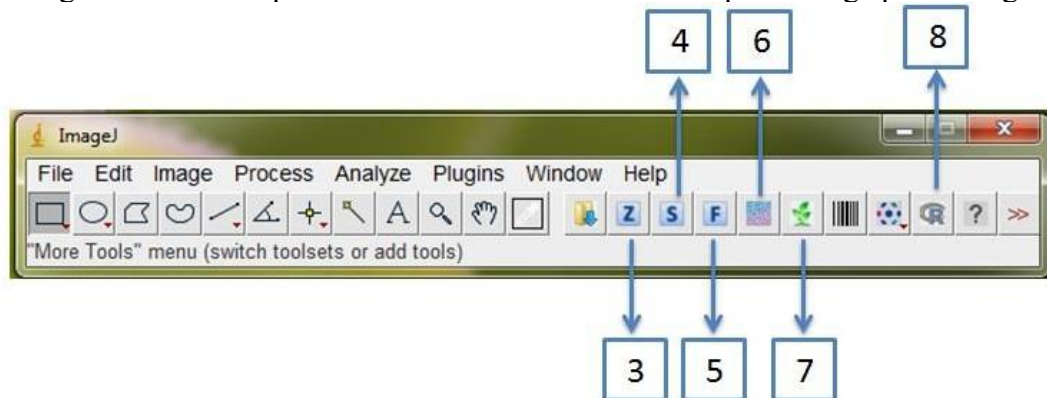 4 6 8
ImageJ
File Edit Image Process Analyze Plugins Window Help
A Z S F R ? >>
"More Tools" menu (switch toolsets or add tools)
3 5 7